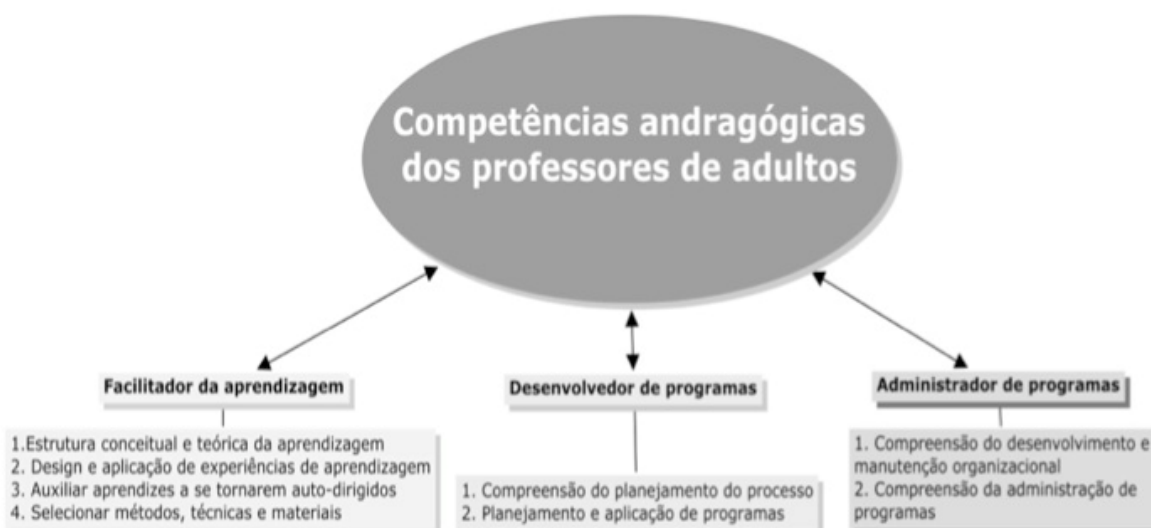 Competências andragógicas
dos professores de adultos
Facilitador da aprendizagem
1.Estrutura conceitual e teórica da aprendizagem
2. Design e aplicação de experiências de aprendizagem
3. Auxiliar aprendizes a se tornarem auto-dirigidos
4. Selecionar métodos, técnicas e materiais
Desenvolvedor de programas
1. Compreensão do planejamento do processo
2. Planejamento e aplicação de programas
Administrador de programas
1. Compreensão do desenvolvimento e
manutenção organizacional
2. Compreensão da administração de
programas